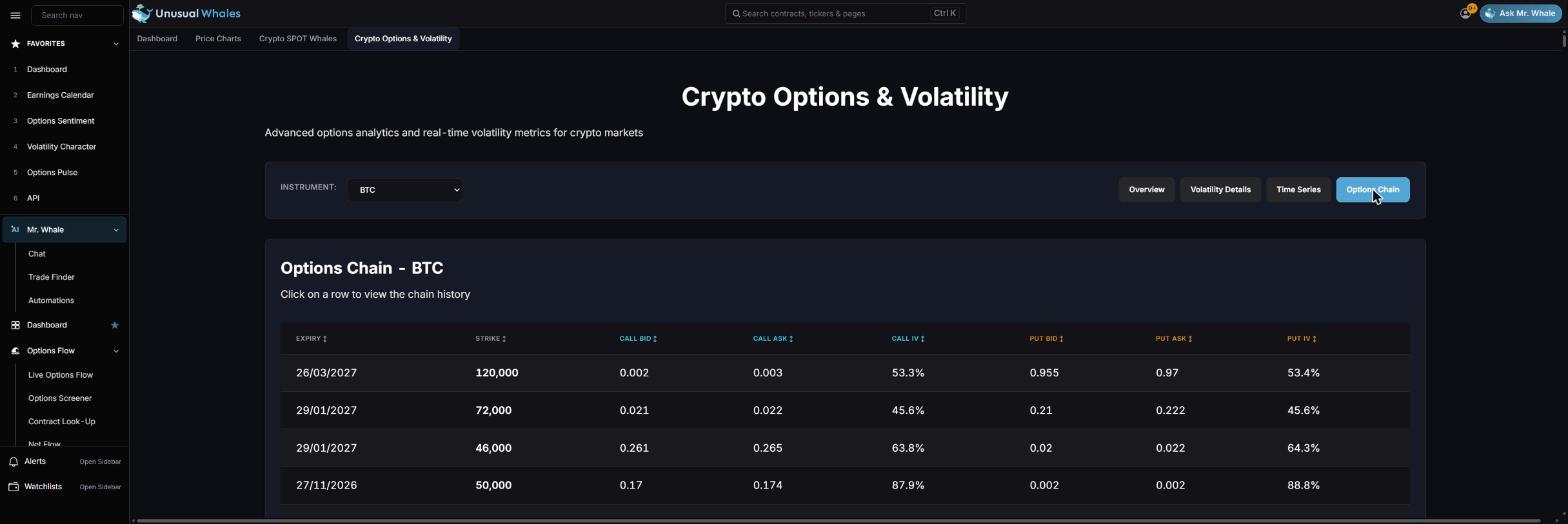 Search nav
Unusual Whales
Search contracts, tickers & pages
Ctrl K
9+
Ask Mr. Whale
Dashboard
Price Charts
Crypto SPOT Whales
Crypto Options & Volatility
FAVORITES
1 Dashboard
2 Earnings Calendar
3 Options Sentiment
4 Volatility Character
5 Options Pulse
6 API
AI Mr. Whale
Chat
Trade Finder
Automations
Dashboard
Options Flow
Live Options Flow
Options Screener
Contract Look-Up
Net Flow
Alerts Open Sidebar
Watchlists Open Sidebar
Crypto Options & Volatility
Advanced options analytics and real-time volatility metrics for crypto markets
INSTRUMENT: BTC
Overview
Volatility Details
Time Series
Options Chain
Options Chain - BTC
Click on a row to view the chain history
EXPIRY STRIKE CALL BID CALL ASK CALL IV PUT BID PUT ASK PUT IV
26/03/2027 120,000 0.002 0.003 53.3% 0.955 0.97 53.4%
29/01/2027 72,000 0.021 0.022 45.6% 0.21 0.222 45.6%
29/01/2027 46,000 0.261 0.265 63.8% 0.02 0.022 64.3%
27/11/2026 50,000 0.17 0.174 87.9% 0.002 0.002 88.8%